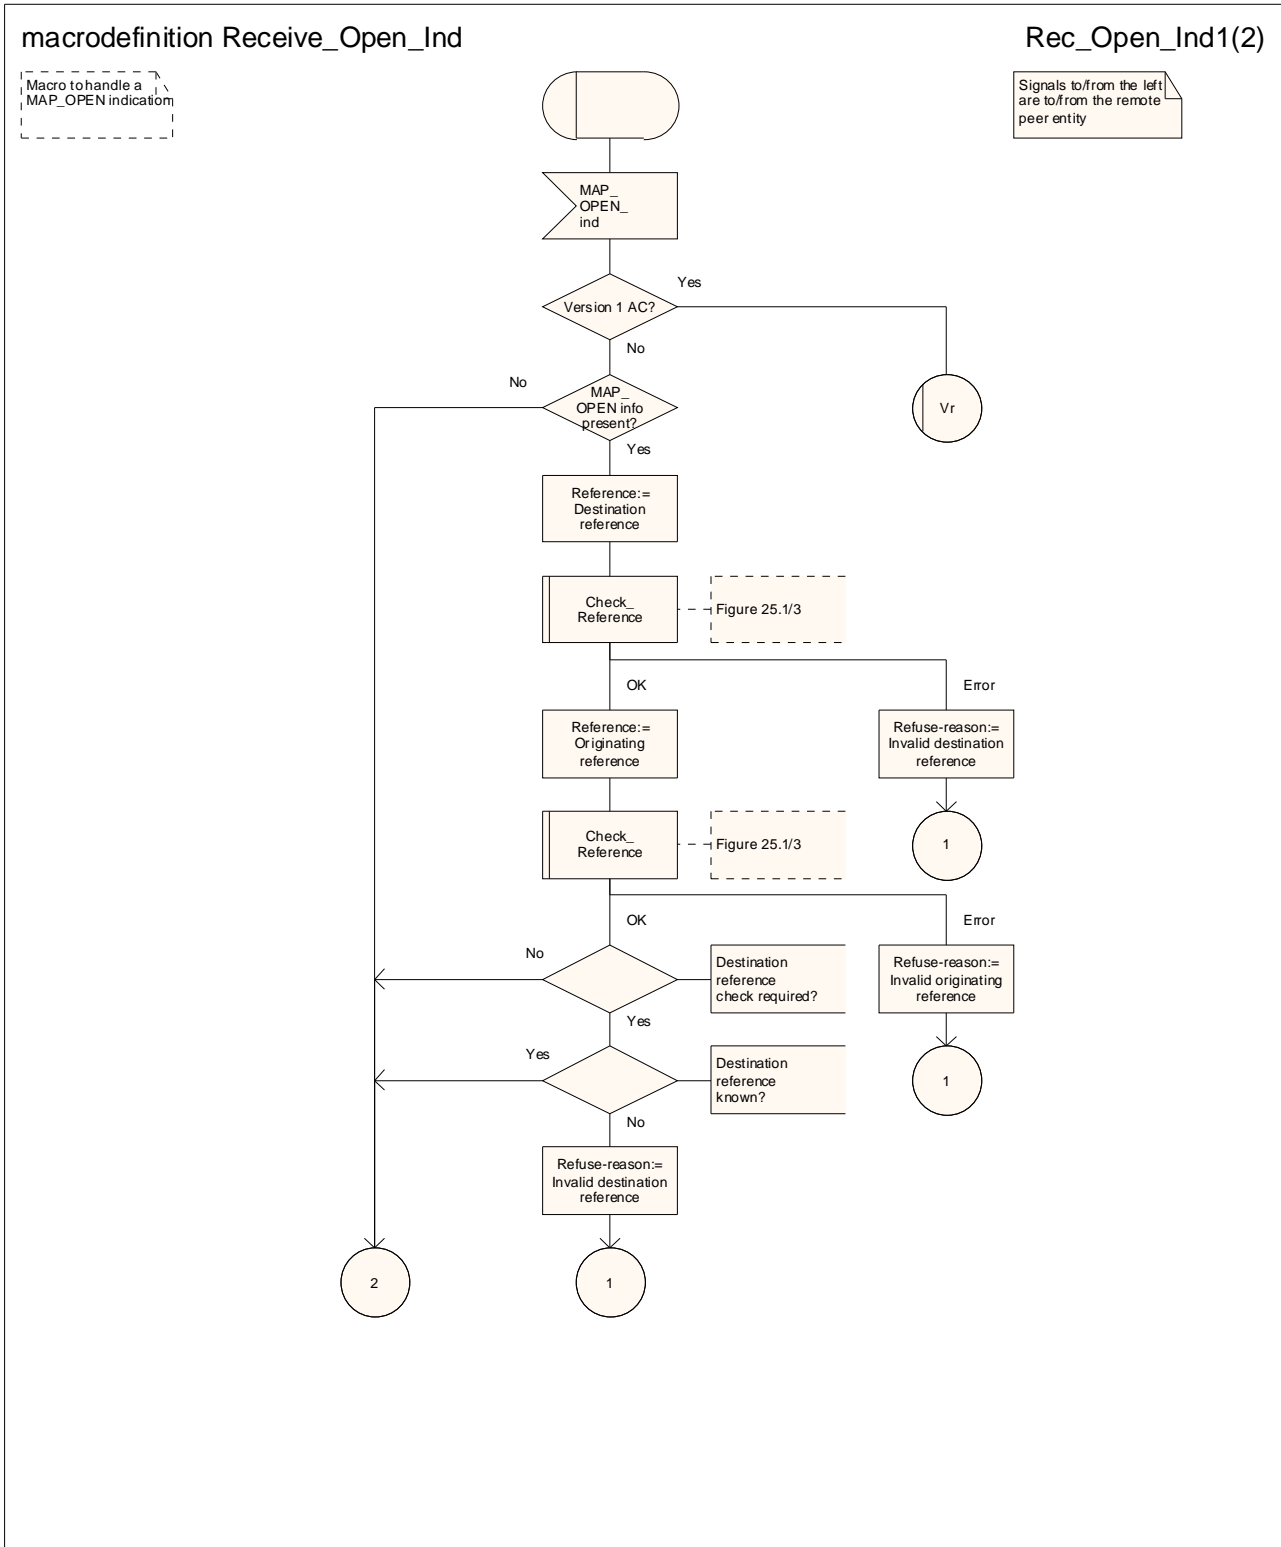 macrodefinition Receive_Open_Ind
Rec_Open_Ind1(2)
Macro to handle a
MAP_OPEN indication
Signals to/from the left
are to/from the remote
peer entity
MAP_
OPEN_
ind
Yes
Version 1 AC?
No
No
MAP_
OPEN info
present?
Vr
Yes
Reference:=
Destination
reference
Check_
Reference
Figure 25.1/3
OK
Error
Reference:=
Originating
reference
Refuse-reason:=
Invalid destination
reference
Check_
Reference
Figure 25.1/3
1
OK
Error
No
Destination
reference
check required?
Refuse-reason:=
Invalid originating
reference
Yes
Yes
Destination
reference
known?
1
No
Refuse-reason:=
Invalid destination
reference
2
1